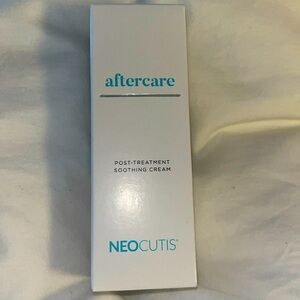 aftercare
POST-TREATMENT
SOOTHING CREAM
NEOCUTIS